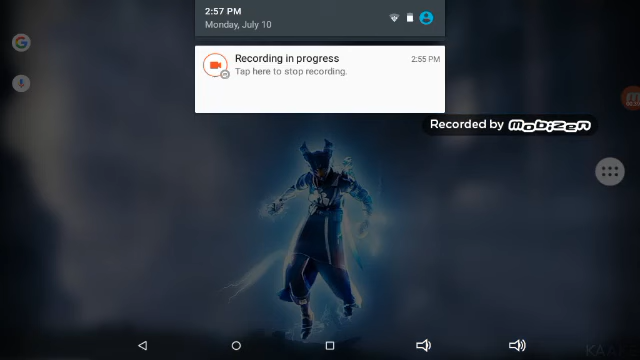 2:57 PM
Monday, July 10
Recording in progress
2:55 PM
Tap here to stop recording.
Recorded by mobizen